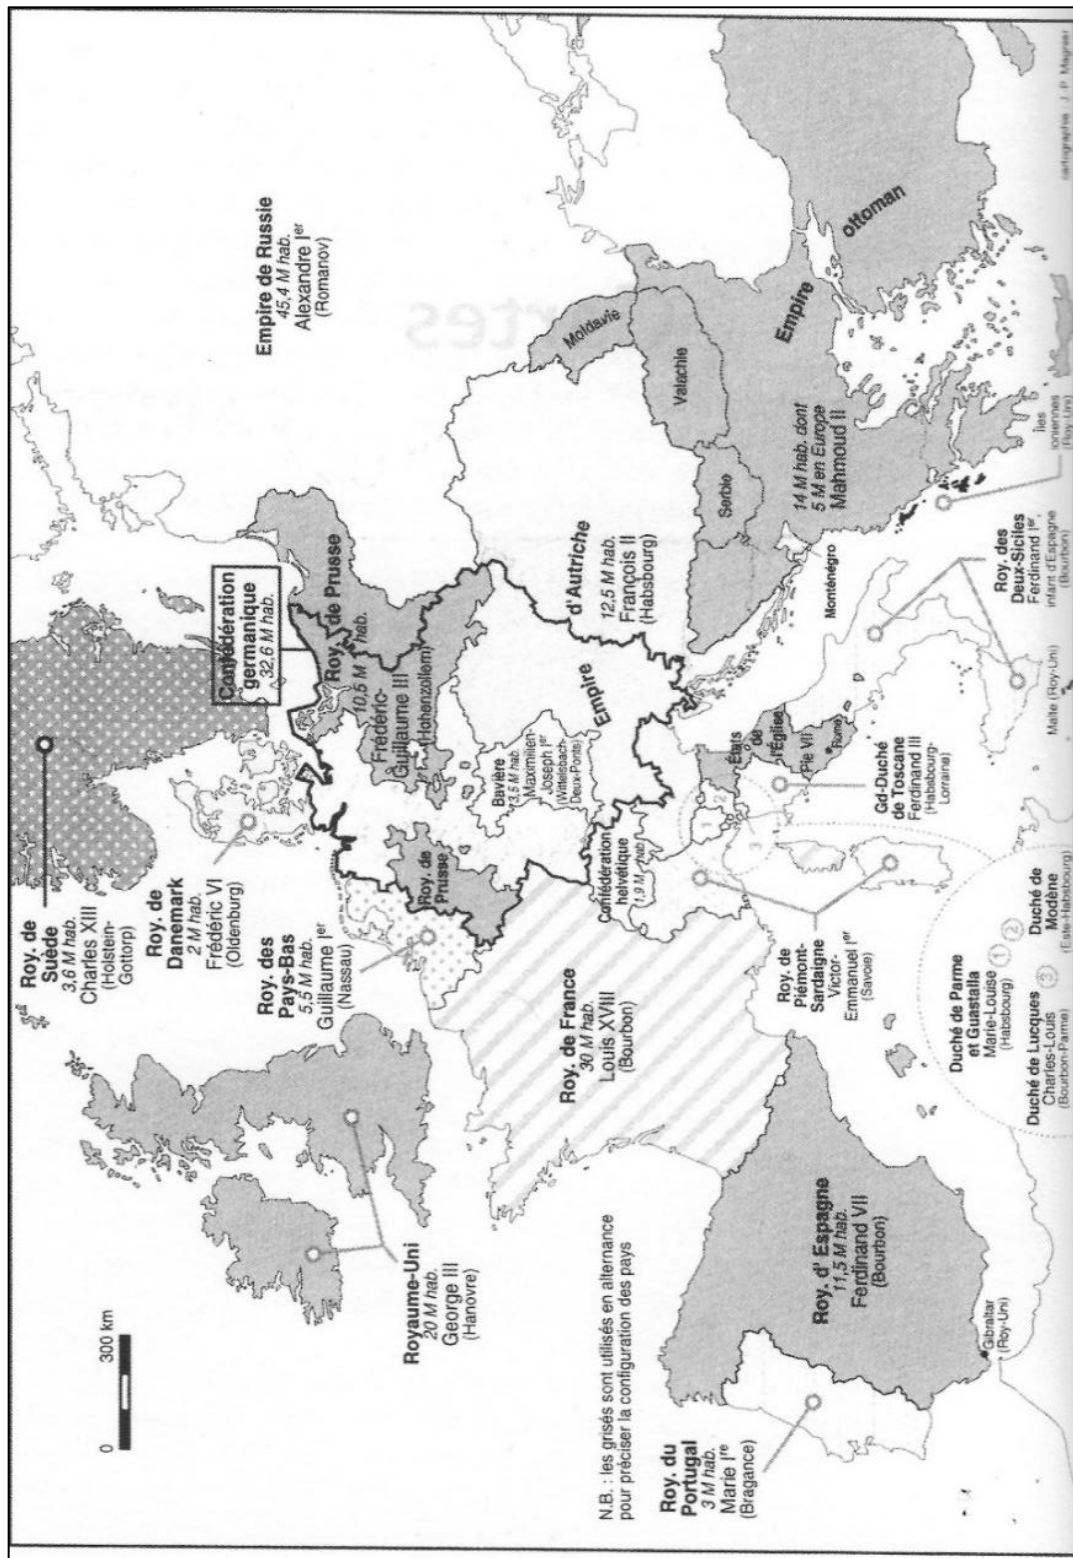 0 300 km
Roy. de
Suède
3,6 M hab.
Charles XIII
(Holstein-
Gottorp)
Roy. de
Danemark
2 M hab.
Frédéric VI
(Oldenburg)
Roy. des
Pays-Bas
5,5 M hab.
Guillaume Ier
(Nassau)
Royaume-Uni
20 M hab.
George III
(Hanovre)
Confédération
germanique
32,6 M hab.
Empire de Russie
45,4 M hab.
Alexandre Ier
(Romanov)
Roy. de Prusse
10,5 M hab.
Frédéric-
Guillaume III
(Hohenzollern)
Roy. de
Prusse
Bavière
3,5 M hab.
Maximilien-
Joseph Ier
(Wittelsbach-
Deux-Ponts)
Empire
d'Autriche
12,5 M hab.
François II
(Habsbourg)
Moldavie
Valachie
Serbie
Monténégro
Empire
ottoman
14 M hab. dont
5 M en Europe
Mahmoud II
Roy. de France
30 M hab.
Louis XVIII
(Bourbon)
Confédération
helvétique
1,9 M hab.
États
de
l'Église
Pie VII
Rome
Gd-Duché
de Toscane
Ferdinand III
(Habsbourg-
Lorraine)
Roy. de
Piémont-
Sardaigne
Victor-
Emmanuel Ier
(Savoie)
Roy. des
Deux-Siciles
Ferdinand Ier,
infant d'Espagne
(Bourbon)
Îles
ioniennes
(Roy-Uni)
Malte (Roy-Uni)
N.B. : les grisés sont utilisés en alternance
pour préciser la configuration des pays
Roy. du
Portugal
3 M hab.
Marie Ire
(Bragance)
Roy. d' Espagne
11,5 M hab.
Ferdinand VII
(Bourbon)
Gibraltar
(Roy-Uni)
1
2
3
Duché de Parme
et Guastalla 1
Marie-Louise
(Habsbourg)
Duché de Lucques 3
Charles-Louis
(Bourbon-Parme)
2 Duché de
Modène
(Este-Habsbourg)
cartographie : J. P. Magnier